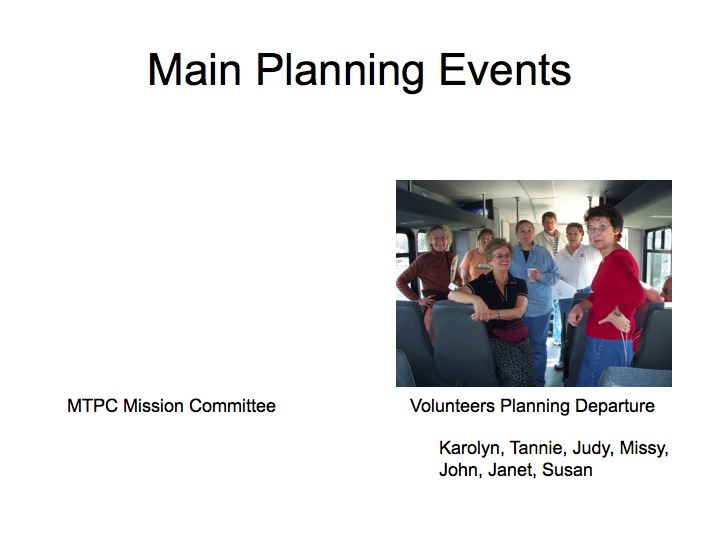 Main Planning Events
MTPC Mission Committee
Volunteers Planning Departure
Karolyn, Tannie, Judy, Missy,
John, Janet, Susan